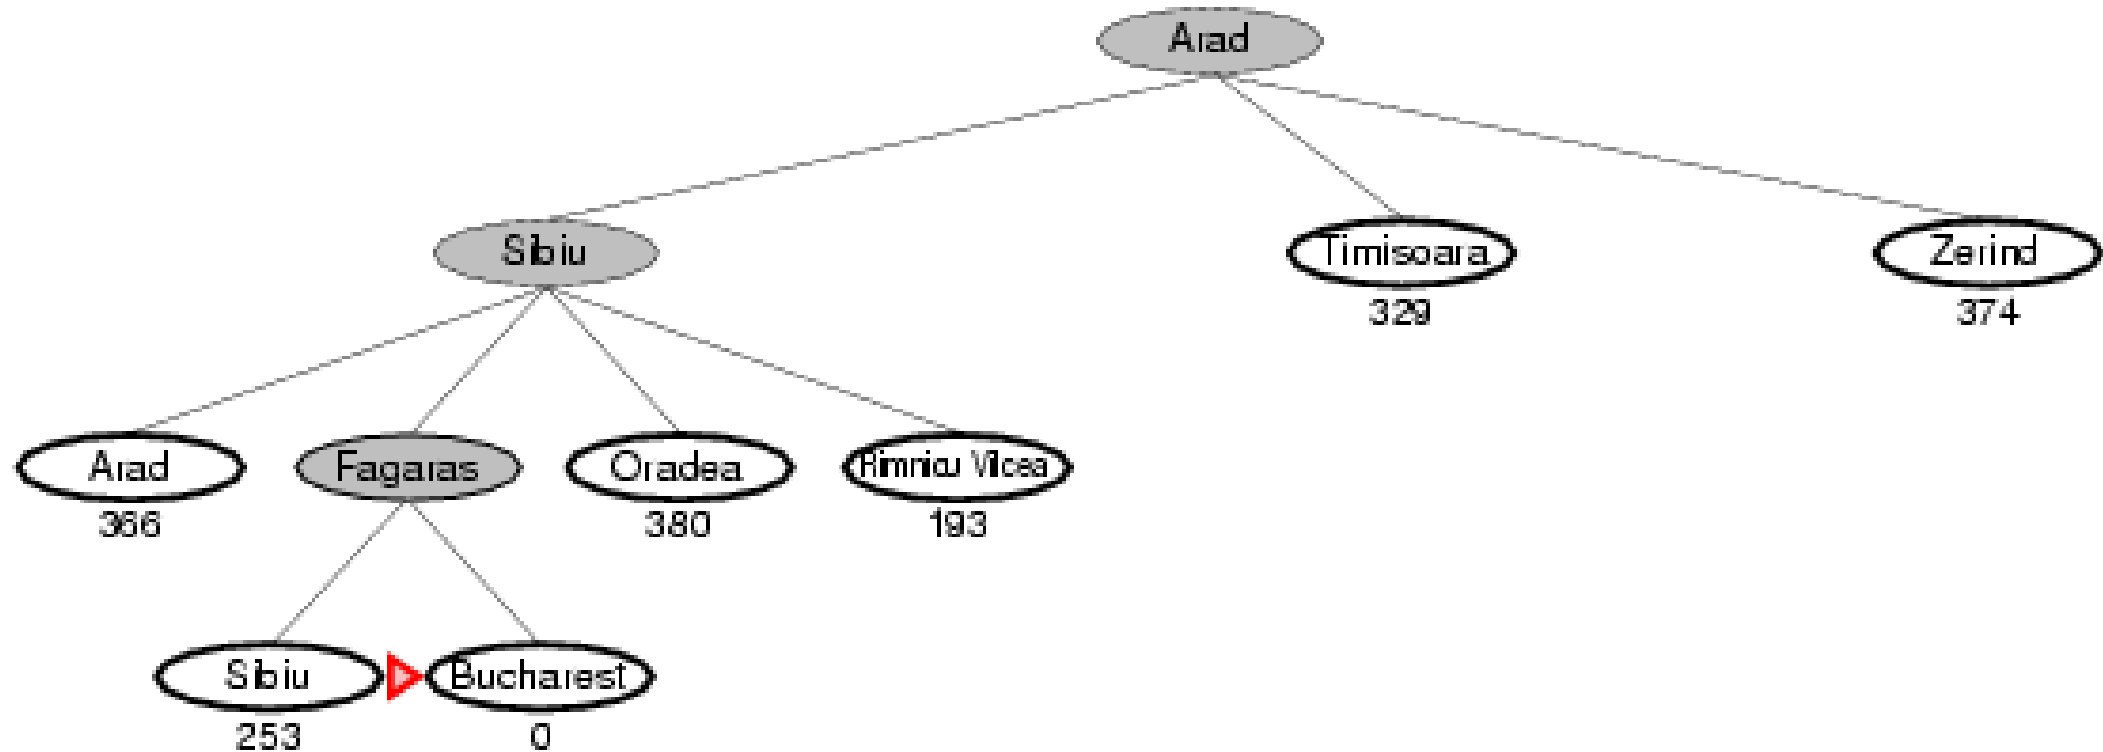 Arad
Sibiu Timisoara Zerind
329 374
Arad Fagaras Oradea Rimnicu Vilcea
366 380 193
Sibiu Bucharest
253 0